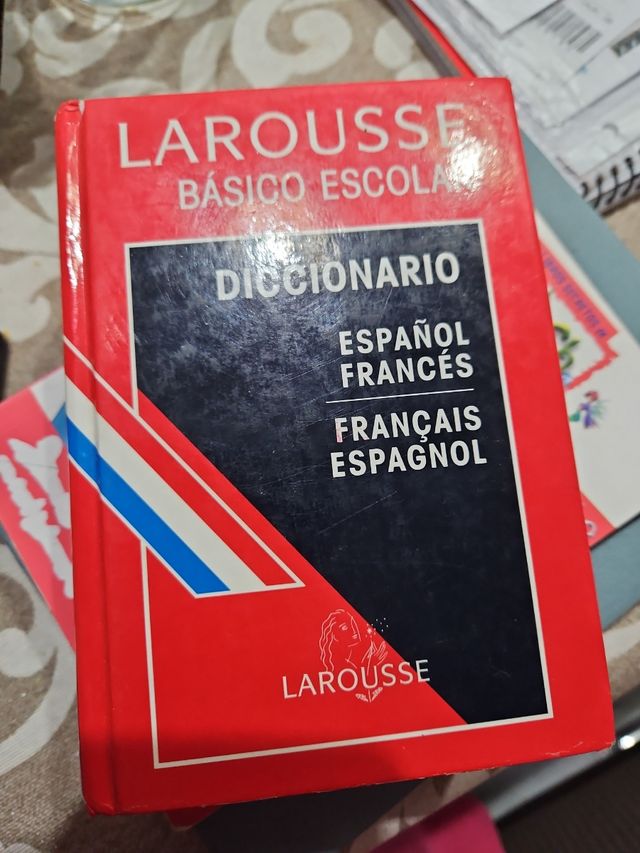 LAROUSSE
BÁSICO ESCOLAR
DICCIONARIO
ESPAÑOL
FRANCÉS
FRANÇAIS
ESPAGNOL
LAROUSSE